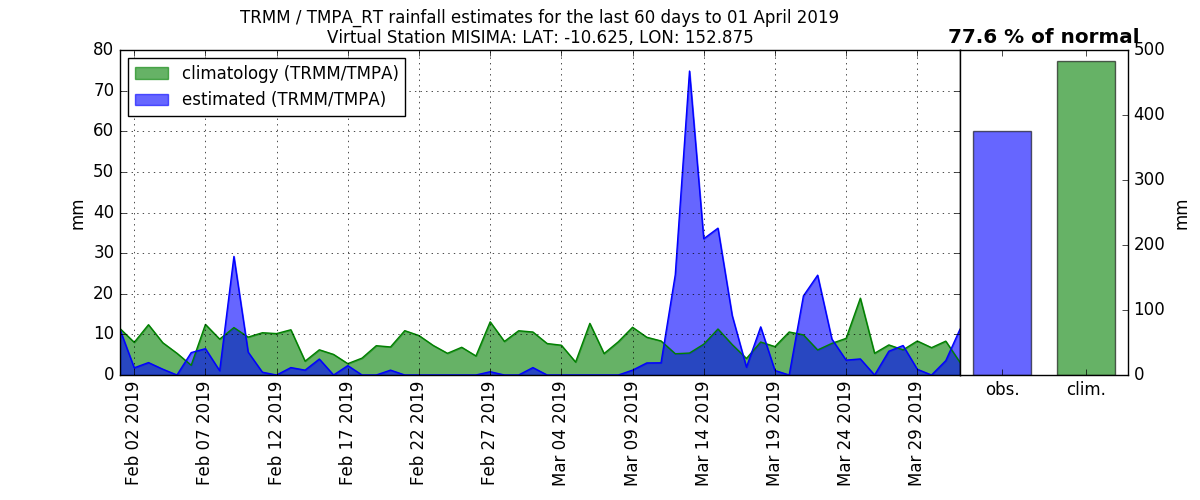 TRMM / TMPA_RT rainfall estimates for the last 60 days to 01 April 2019
Virtual Station MISIMA: LAT: -10.625, LON: 152.875
77.6 % of normal
climatology (TRMM/TMPA)
estimated (TRMM/TMPA)
80
70
60
50
40
30
20
10
0
mm
Feb 02 2019
Feb 07 2019
Feb 12 2019
Feb 17 2019
Feb 22 2019
Feb 27 2019
Mar 04 2019
Mar 09 2019
Mar 14 2019
Mar 19 2019
Mar 24 2019
Mar 29 2019
obs.
clim.
500
400
300
200
100
0
mm